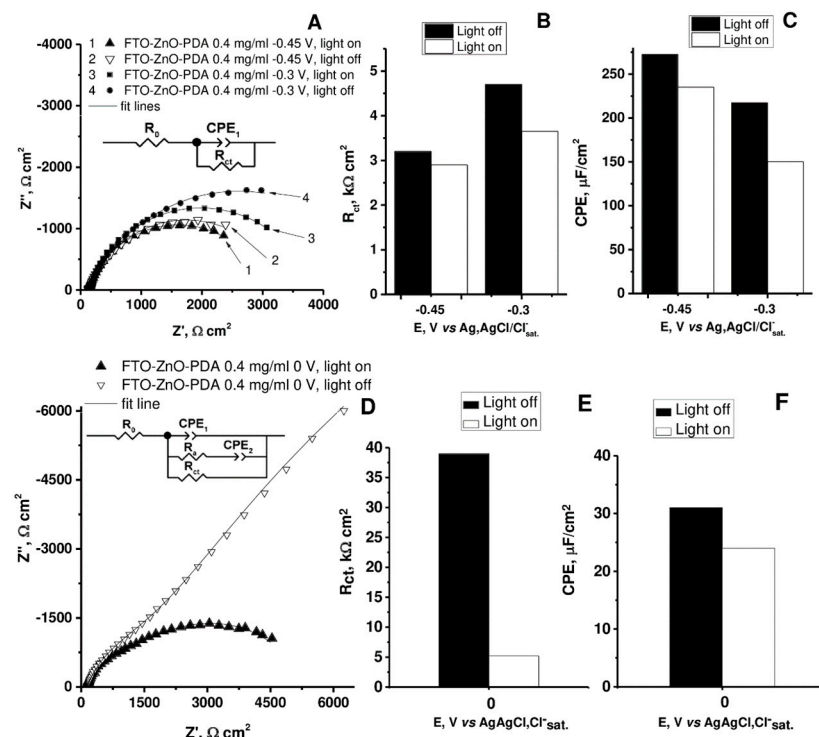 A
1 ▲ FTO-ZnO-PDA 0.4 mg/ml -0.45 V, light on
2 ▽ FTO-ZnO-PDA 0.4 mg/ml -0.45 V, light off
3 ■ FTO-ZnO-PDA 0.4 mg/ml -0.3 V, light on
4 ● FTO-ZnO-PDA 0.4 mg/ml -0.3 V, light off
fit lines
R0
CPE1
Rct
4
3
2
1
-4000
-3000
-2000
-1000
0
Z'', Ω cm2
0 1000 2000 3000 4000
Z', Ω cm2
B
Light off
Light on
5
4
3
2
1
0
Rct, kΩ cm2
-0.45 -0.3
E, V vs Ag,AgCl/Cl-sat.
C
Light off
Light on
250
225
200
175
150
125
100
75
50
25
0
CPE, μF/cm2
-0.45 -0.3
E, V vs Ag,AgCl/Cl-sat.
D
▲ FTO-ZnO-PDA 0.4 mg/ml 0 V, light on
▽ FTO-ZnO-PDA 0.4 mg/ml 0 V, light off
fit line
R0
CPE1
Ra
CPE2
Rct
-6000
-4500
-3000
-1500
0
Z'', Ω cm2
0 1500 3000 4500 6000
Z', Ω cm2
E
Light off
Light on
40
35
30
25
20
15
10
5
0
Rct, kΩ cm2
0
E, V vs AgAgCl,Cl-sat.
F
Light off
Light on
40
30
20
10
0
CPE, μF/cm2
0
E, V vs AgAgCl,Cl-sat.